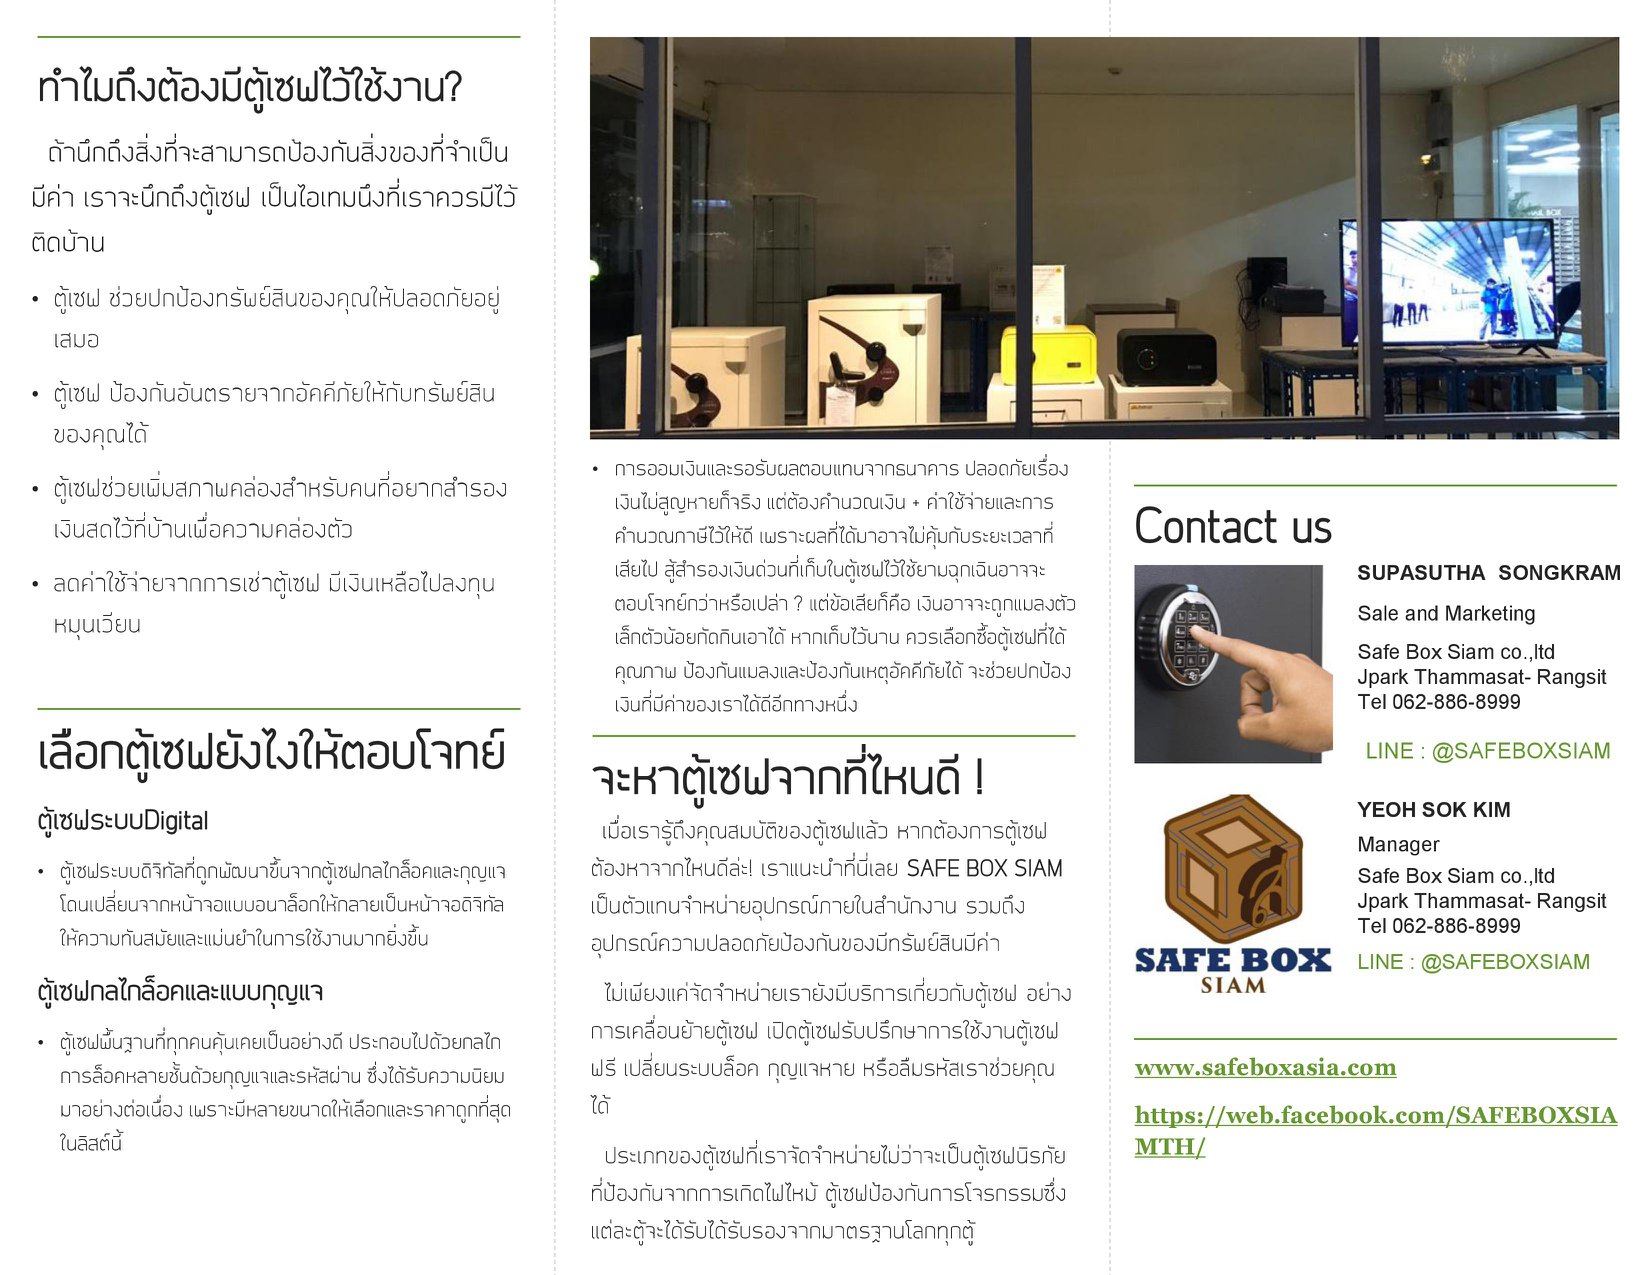 ทำไมถึงต้องมีตู้เซฟไว้ใช้งาน?
ถ้านึกถึงสิ่งที่จะสามารถป้องกันสิ่งของที่จำเป็น
มีค่า เราจะนึกถึงตู้เซฟ เป็นไอเทมนึงที่เราควรมีไว้
ติดบ้าน
• ตู้เซฟ ช่วยปกป้องทรัพย์สินของคุณให้ปลอดภัยอยู่
เสมอ
• ตู้เซฟ ป้องกันอันตรายจากอัคคีภัยให้กับทรัพย์สิน
ของคุณได้
• ตู้เซฟช่วยเพิ่มสภาพคล่องสำหรับคนที่อยากสำรอง
เงินสดไว้ที่บ้านเพื่อความคล่องตัว
• ลดค่าใช้จ่ายจากการเช่าตู้เซฟ มีเงินเหลือไปลงทุน
หมุนเวียน
เลือกตู้เซฟยังไงให้ตอบโจทย์
ตู้เซฟระบบDigital
• ตู้เซฟระบบดิจิทัลที่ถูกพัฒนาขึ้นจากตู้เซฟกลไกล็อคและกุญแจ
โดนเปลี่ยนจากหน้าจอแบบอนาล็อกให้กลายเป็นหน้าจอดิจิทัล
ให้ความทันสมัยและแม่นยำในการใช้งานมากยิ่งขึ้น
ตู้เซฟกลไกล็อคและแบบกุญแจ
• ตู้เซฟพื้นฐานที่ทุกคนคุ้นเคยเป็นอย่างดี ประกอบไปด้วยกลไก
การล็อคหลายชั้นด้วยกุญแจและรหัสผ่าน ซึ่งได้รับความนิยม
มาอย่างต่อเนื่อง เพราะมีหลายขนาดให้เลือกและราคาถูกที่สุด
ในลิสต์นี้
• การออมเงินและรอรับผลตอบแทนจากธนาคาร ปลอดภัยเรื่อง
เงินไม่สูญหายก็จริง แต่ต้องคำนวณเงิน + ค่าใช้จ่ายและการ
คำนวณภาษีไว้ให้ดี เพราะผลที่ได้มาอาจไม่คุ้มกับระยะเวลาที่
เสียไป สู้สำรองเงินด่วนที่เก็บในตู้เซฟไว้ใช้ยามฉุกเฉินอาจจะ
ตอบโจทย์กว่าหรือเปล่า ? แต่ข้อเสียก็คือ เงินอาจจะถูกแมลงตัว
เล็กตัวน้อยกัดกินเอาได้ หากเก็บไว้นาน ควรเลือกซื้อตู้เซฟที่ได้
คุณภาพ ป้องกันแมลงและป้องกันเหตุอัคคีภัยได้ จะช่วยปกป้อง
เงินที่มีค่าของเราได้ดีอีกทางหนึ่ง
จะหาตู้เซฟจากที่ไหนดี !
เมื่อเรารู้ถึงคุณสมบัติของตู้เซฟแล้ว หากต้องการตู้เซฟ
ต้องหาจากไหนดีล่ะ! เราแนะนำที่นี่เลย SAFE BOX SIAM
เป็นตัวแทนจำหน่ายอุปกรณ์ภายในสำนักงาน รวมถึง
อุปกรณ์ความปลอดภัยป้องกันของมีทรัพย์สินมีค่า
ไม่เพียงแค่จัดจำหน่ายเรายังมีบริการเกี่ยวกับตู้เซฟ อย่าง
การเคลื่อนย้ายตู้เซฟ เปิดตู้เซฟรับปรึกษาการใช้งานตู้เซฟ
ฟรี เปลี่ยนระบบล็อค กุญแจหาย หรือลืมรหัสเราช่วยคุณ
ได้
ประเภทของตู้เซฟที่เราจัดจำหน่ายไม่ว่าจะเป็นตู้เซฟนิรภัย
ที่ป้องกันจากการเกิดไฟไหม้ ตู้เซฟป้องกันการโจรกรรมซึ่ง
แต่ละตู้จะได้รับได้รับรองจากมาตรฐานโลกทุกตู้
Contact us
SUPASUTHA SONGKRAM
Sale and Marketing
Safe Box Siam co.,ltd
Jpark Thammasat- Rangsit
Tel 062-886-8999
LINE : @SAFEBOXSIAM
SAFE BOX
SIAM
YEOH SOK KIM
Manager
Safe Box Siam co.,ltd
Jpark Thammasat- Rangsit
Tel 062-886-8999
LINE : @SAFEBOXSIAM
www.safeboxasia.com
https://web.facebook.com/SAFEBOXSIA
MTH/